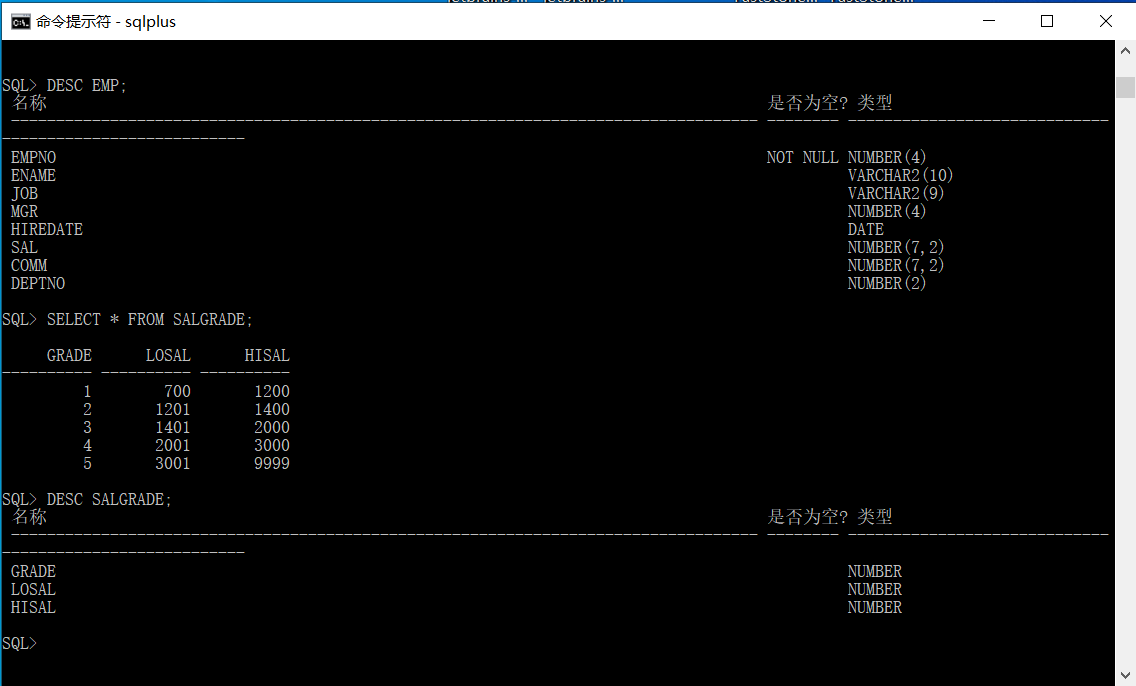 命令提示符 - sqlplus
SQL> DESC EMP;
名称 是否为空? 类型
----------------------------------------------------------------------------------- -------- -----------------------------
---------------------------
EMPNO NOT NULL NUMBER(4)
ENAME VARCHAR2(10)
JOB VARCHAR2(9)
MGR NUMBER(4)
HIREDATE DATE
SAL NUMBER(7,2)
COMM NUMBER(7,2)
DEPTNO NUMBER(2)
SQL> SELECT * FROM SALGRADE;
GRADE LOSAL HISAL
---------- ---------- ----------
1 700 1200
2 1201 1400
3 1401 2000
4 2001 3000
5 3001 9999
SQL> DESC SALGRADE;
名称 是否为空? 类型
----------------------------------------------------------------------------------- -------- -----------------------------
---------------------------
GRADE NUMBER
LOSAL NUMBER
HISAL NUMBER
SQL>